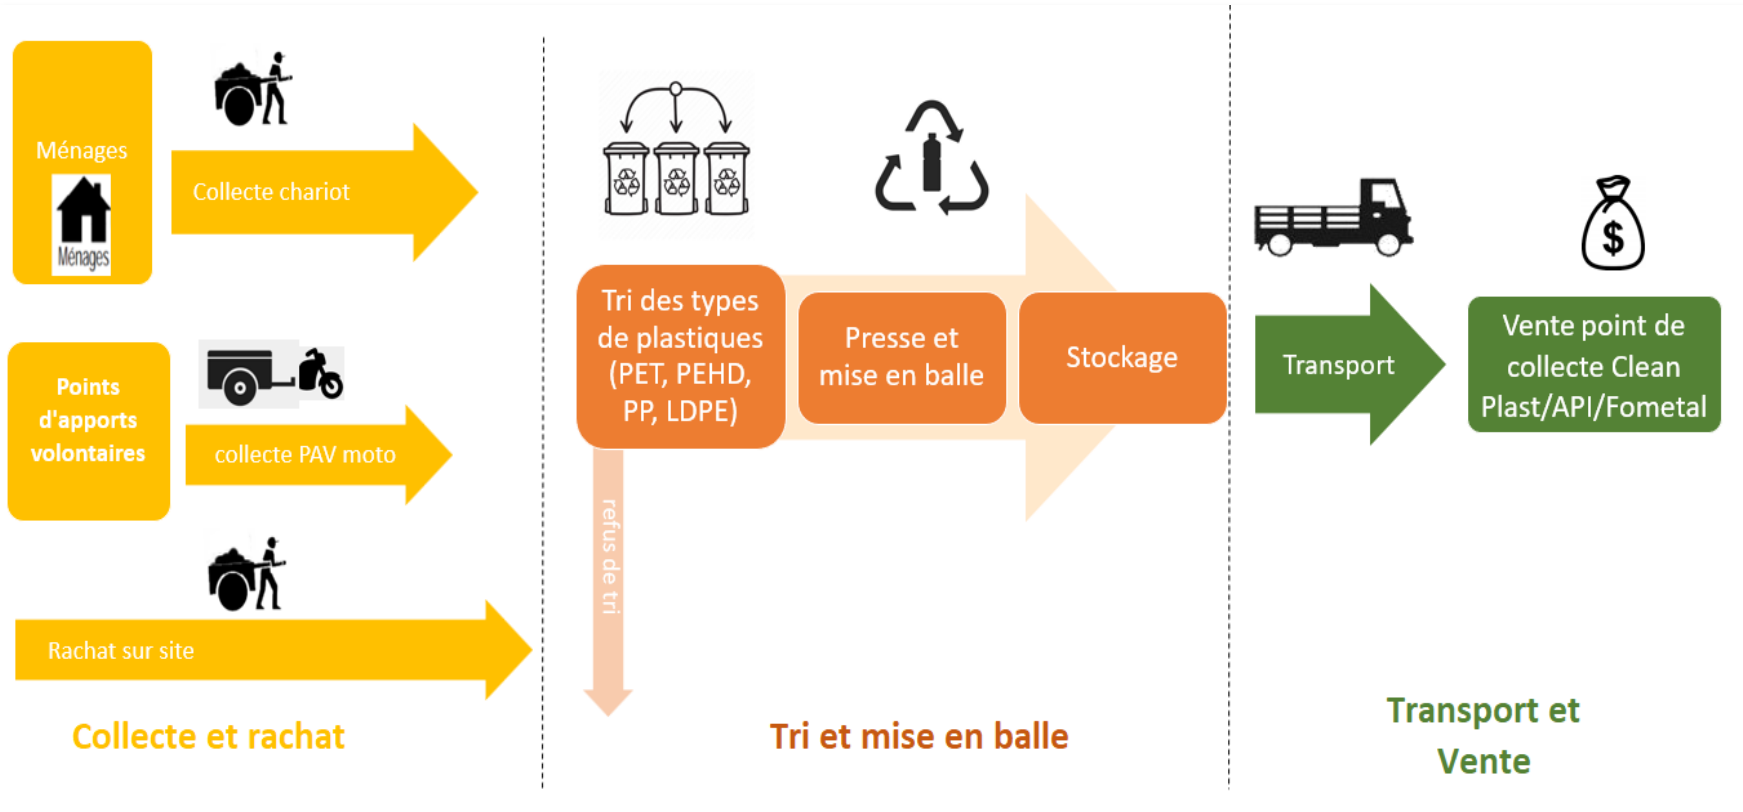 Ménages
Ménages
Collecte chariot
Points
d'apports
volontaires
collecte PAV moto
Rachat sur site
Collecte et rachat
Tri des types
de plastiques
(PET, PEHD,
PP, LDPE)
Presse et
mise en balle
Stockage
refus de tri
Tri et mise en balle
$
Transport
Vente point de
collecte Clean
Plast/API/Fometal
Transport et
Vente